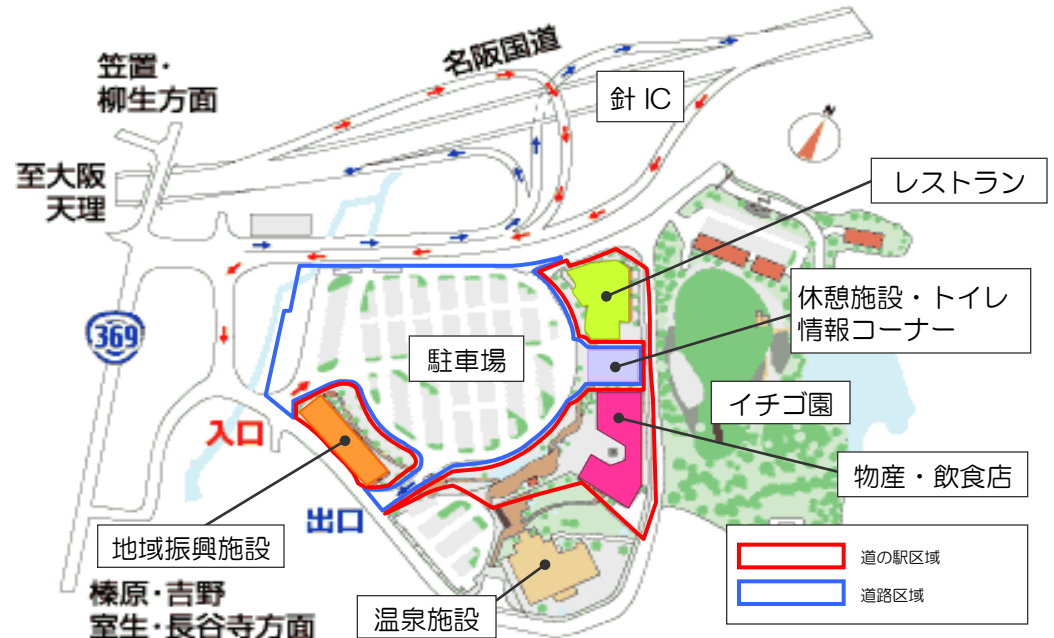 笠置・
柳生方面
名阪国道
針 IC
N
至大阪
天理
レストラン
休憩施設・トイレ
情報コーナー
369
駐車場
イチゴ園
入口
物産・飲食店
出口
地域振興施設
道の駅区域
道路区域
榛原・吉野
室生・長谷寺方面
温泉施設